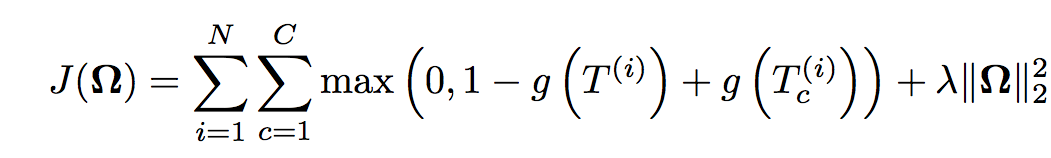 J(Ω) = ∑_{i=1}^{N} ∑_{c=1}^{C} max(0, 1 − g(T^{(i)}) + g(T_c^{(i)})) + λ‖Ω‖_2^2